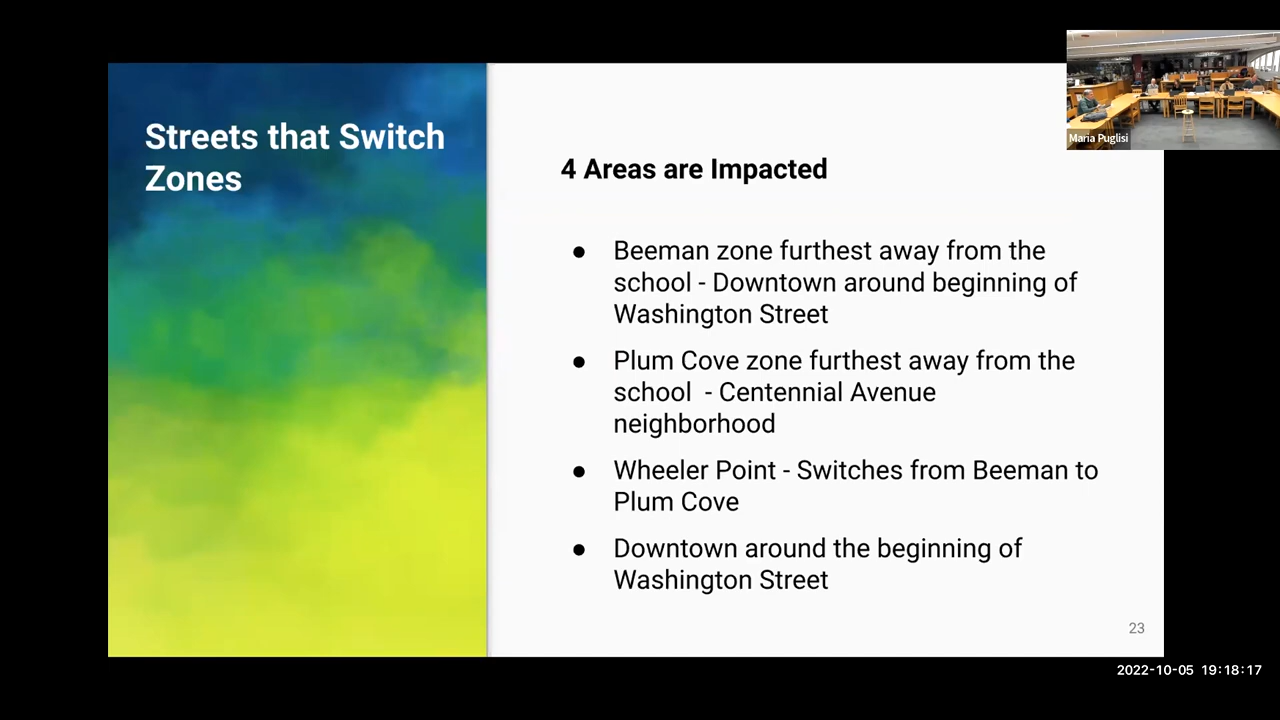 Streets that Switch
Zones
4 Areas are Impacted
● Beeman zone furthest away from the
school - Downtown around beginning of
Washington Street
● Plum Cove zone furthest away from the
school  - Centennial Avenue
neighborhood
● Wheeler Point - Switches from Beeman to
Plum Cove
● Downtown around the beginning of
Washington Street
23
Maria Puglisi
2022-10-05 19:18:17